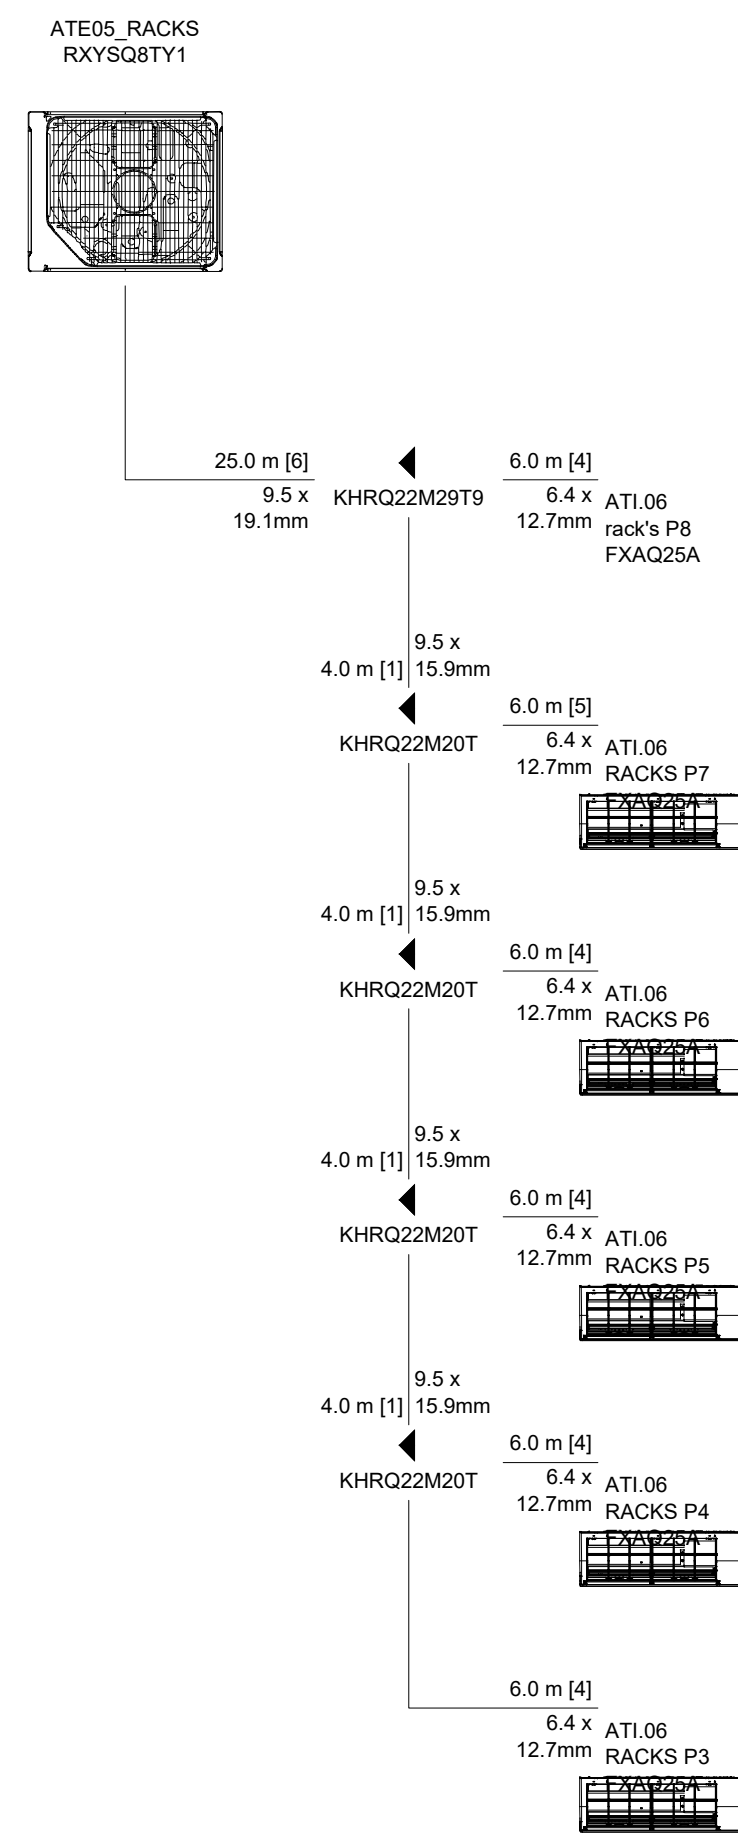 ATE05_RACKS
RXYSQ8TY1
25.0 m [6]
9.5 x
19.1mm
KHRQ22M29T9
6.0 m [4]
6.4 x
12.7mm
ATI.06
rack's P8
FXAQ25A
9.5 x
4.0 m [1] 15.9mm
KHRQ22M20T
6.0 m [5]
6.4 x
12.7mm
ATI.06
RACKS P7
FXAQ25A
9.5 x
4.0 m [1] 15.9mm
KHRQ22M20T
6.0 m [4]
6.4 x
12.7mm
ATI.06
RACKS P6
FXAQ25A
9.5 x
4.0 m [1] 15.9mm
KHRQ22M20T
6.0 m [4]
6.4 x
12.7mm
ATI.06
RACKS P5
FXAQ25A
9.5 x
4.0 m [1] 15.9mm
KHRQ22M20T
6.0 m [4]
6.4 x
12.7mm
ATI.06
RACKS P4
FXAQ25A
6.0 m [4]
6.4 x
12.7mm
ATI.06
RACKS P3
FXAQ25A